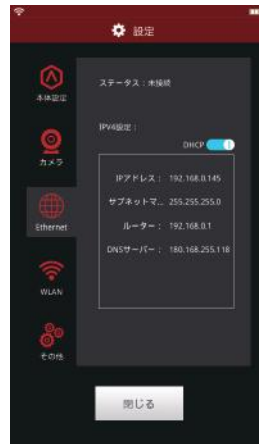 設定
本体設定
カメラ
Ethernet
WLAN
その他
ステータス：未接続
IPV4設定：
DHCP
IPアドレス： 192.168.0.145
サブネットマ... 255.255.255.0
ルーター： 192.168.0.1
DNSサーバー： 180.168.255.118
閉じる